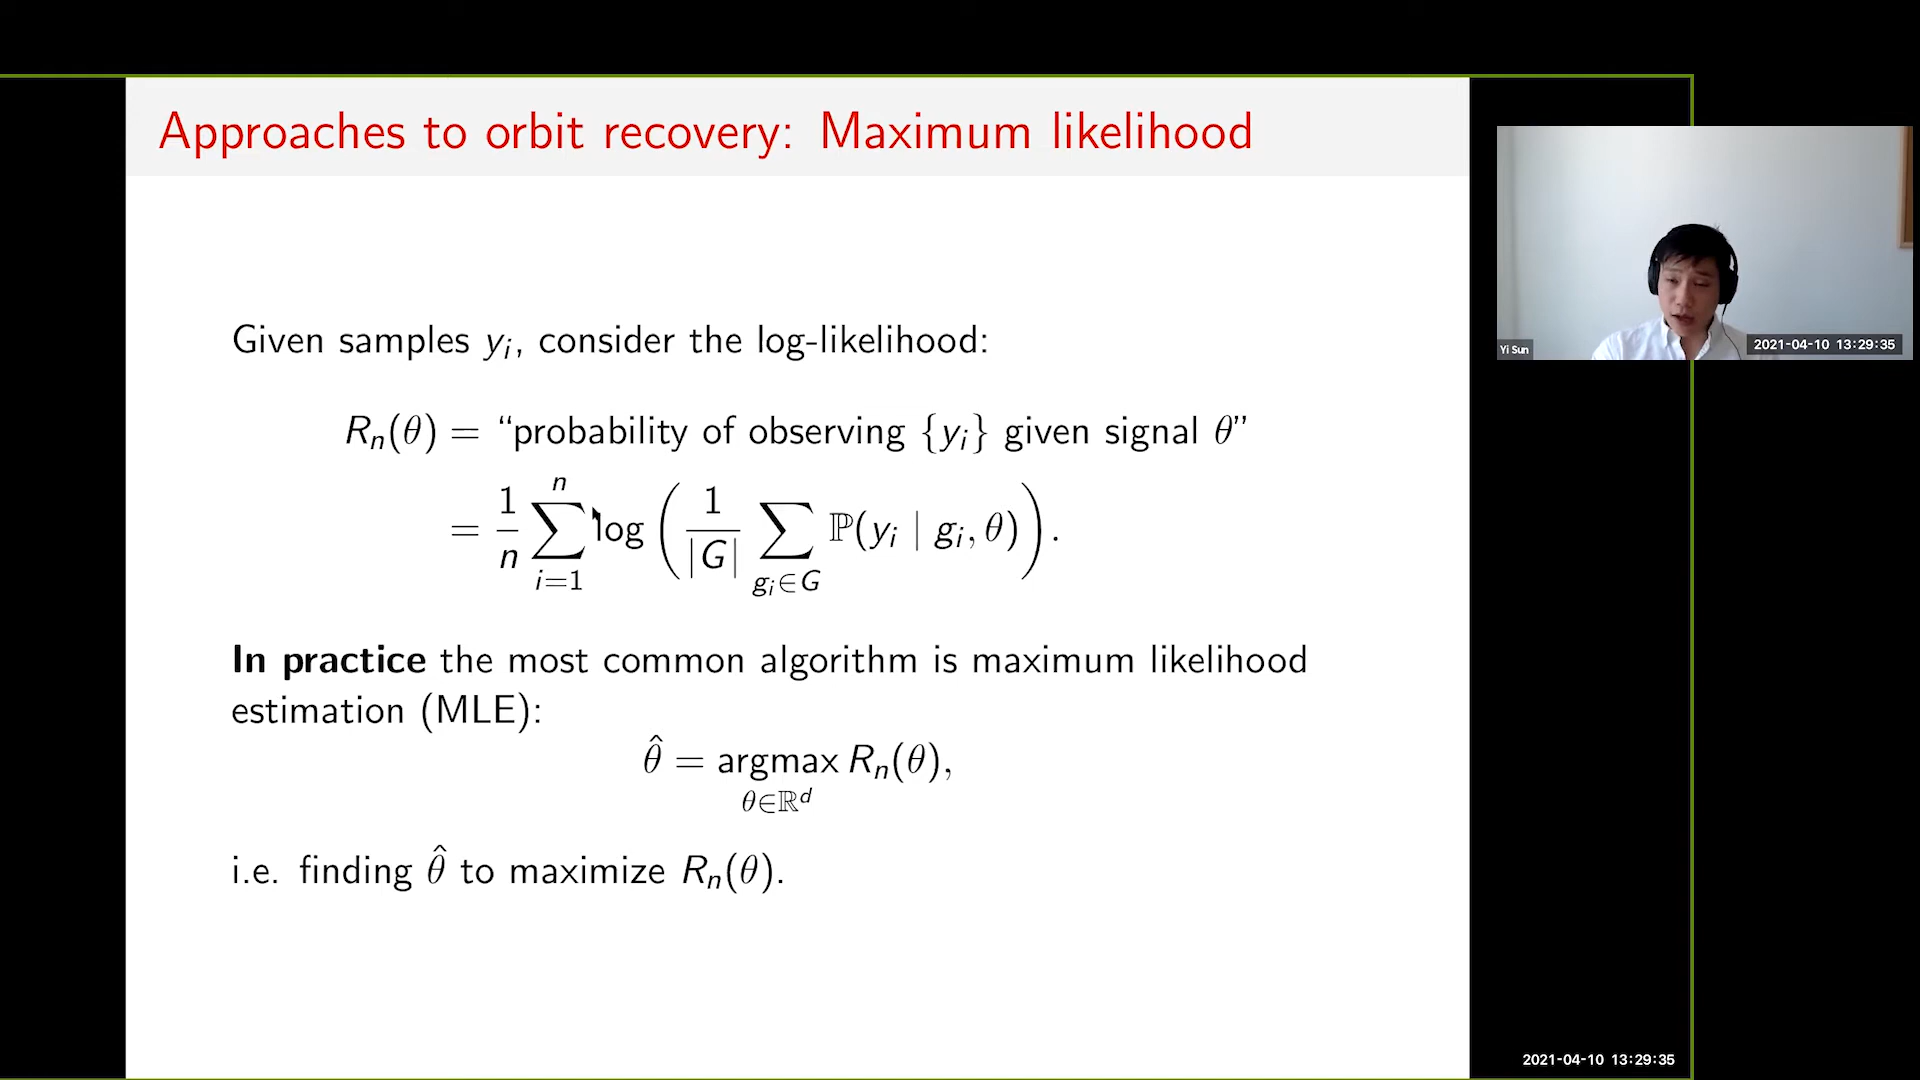 Approaches to orbit recovery: Maximum likelihood
Given samples yᵢ, consider the log-likelihood:
Rₙ(θ) = “probability of observing {yᵢ} given signal θ”
= 1/n ∑ᵢ₌₁ⁿ log ( 1/|G| ∑_{gᵢ∈G} ℙ(yᵢ | gᵢ, θ) ).
In practice the most common algorithm is maximum likelihood
estimation (MLE):
θ̂ = argmax Rₙ(θ),
θ∈ℝᵈ
i.e. finding θ̂ to maximize Rₙ(θ).
Yi Sun
2021-04-10 13:29:35
2021-04-10 13:29:35